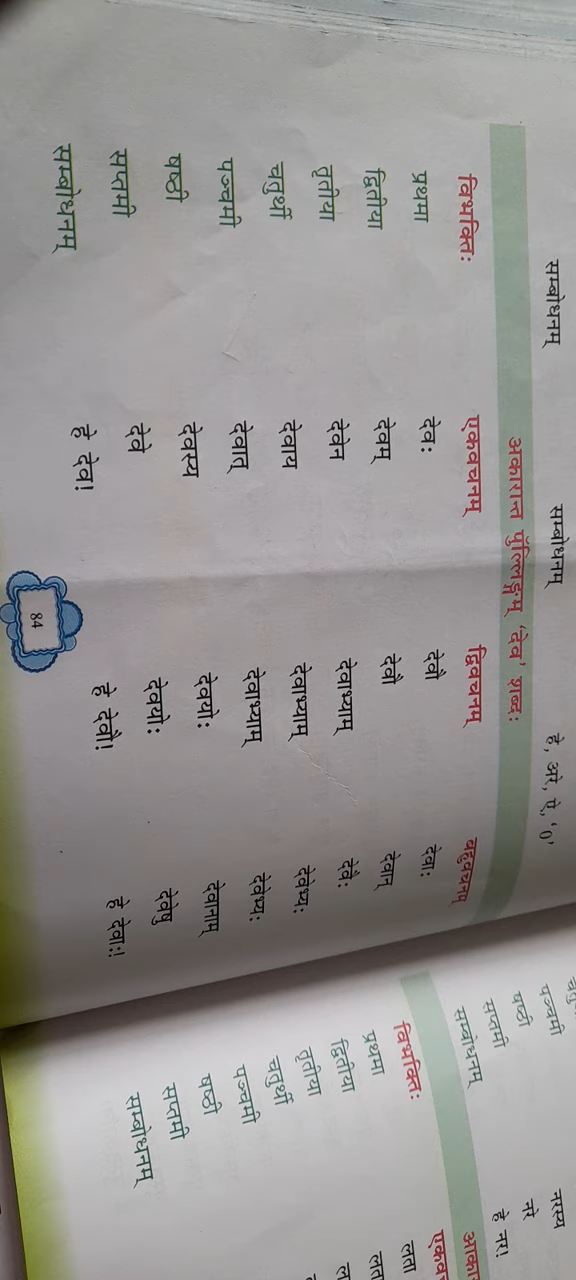 सम्बोधनम् सम्बोधनम् हे, अरे, ऐ, ‘0’
अकारान्त पुँल्लिङ्गम् ‘देव’ शब्द:
विभक्ति: एकवचनम् द्विवचनम् बहुवचनम्
प्रथमा देव: देवौ देवा:
द्वितीया देवम् देवौ देवान्
तृतीया देवेन देवाभ्याम् देवै:
चतुर्थी देवाय देवाभ्याम् देवेभ्य:
पञ्चमी देवात् देवाभ्याम् देवेभ्य:
षष्ठी देवस्य देवयो: देवानाम्
सप्तमी देवे देवयो: देवेषु
सम्बोधनम् हे देव! हे देवौ! हे देवा:!
84
पञ्चमी
षष्ठी नरस्य
सप्तमी नरे
सम्बोधनम् हे नर!
विभक्ति:
प्रथमा लता
द्वितीया
तृतीया
चतुर्थी
पञ्चमी
षष्ठी
सप्तमी
सम्बोधनम्